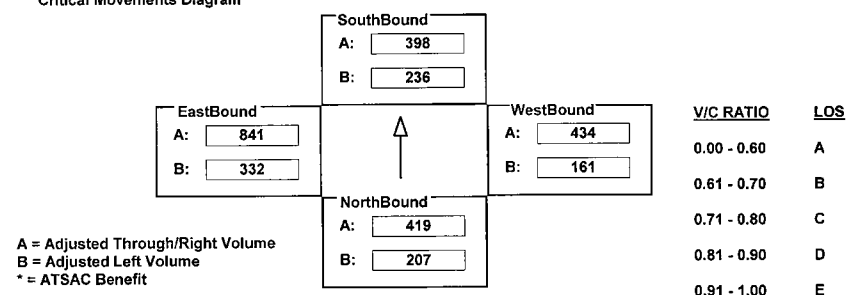 Critical Movements Diagram
SouthBound
A: 398
B: 236
EastBound
A: 841
B: 332
WestBound
A: 434
B: 161
NorthBound
A: 419
B: 207
A = Adjusted Through/Right Volume
B = Adjusted Left Volume
* = ATSAC Benefit
V/C RATIO LOS
0.00 - 0.60 A
0.61 - 0.70 B
0.71 - 0.80 C
0.81 - 0.90 D
0.91 - 1.00 E